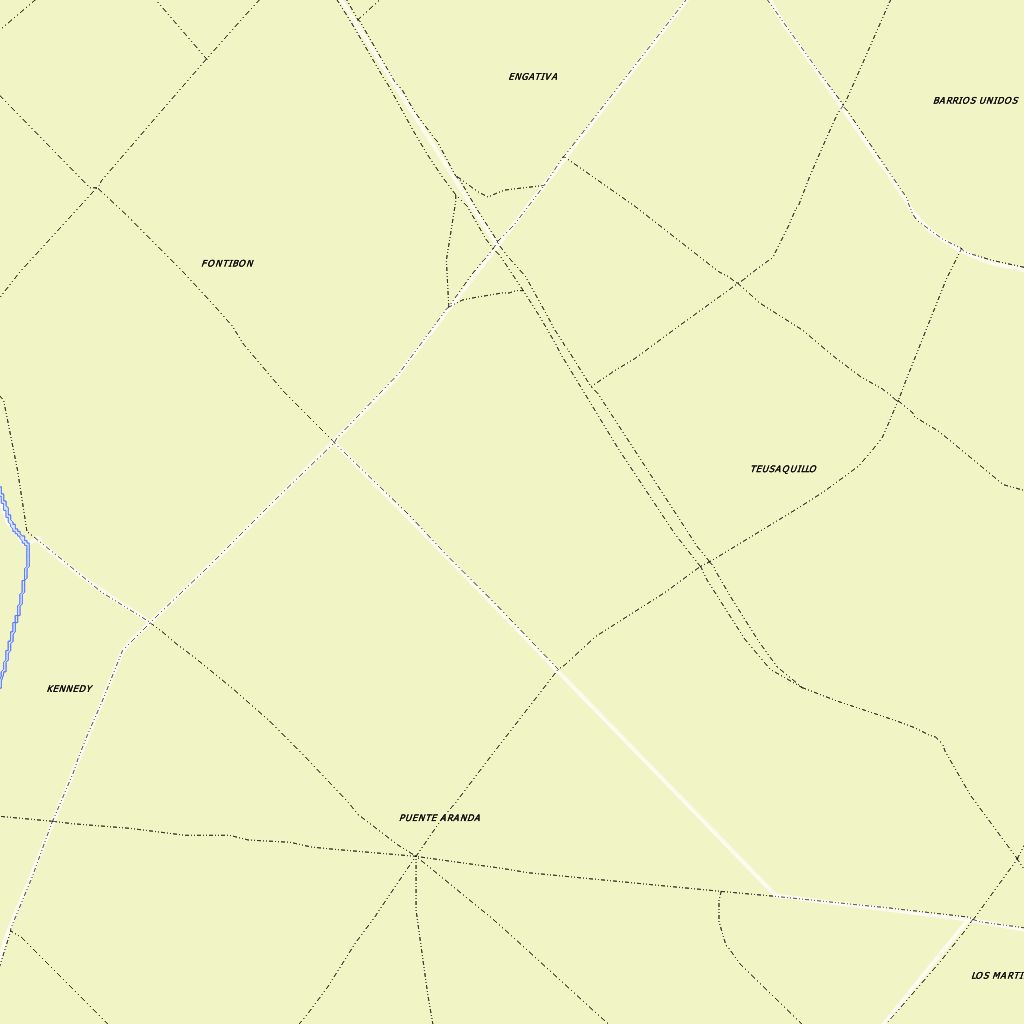 ENGATIVA
BARRIOS UNIDOS
FONTIBON
TEUSAQUILLO
KENNEDY
PUENTE ARANDA
LOS MARTI